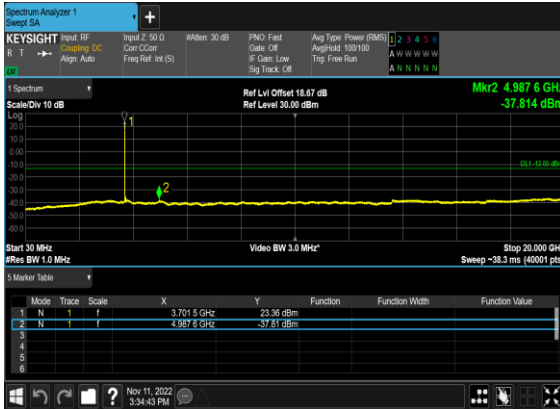 Spectrum Analyzer 1
Swept SA
+
KEYSIGHT Input: RF Input Z: 50 Ω #Atten: 30 dB PNO: Fast Avg Type: Power (RMS) 1 2 3 4 5 6
R T Coupling: DC Corr CCorr Gate: Off Avg|Hold: 100/100 A W W W W W
Align: Auto Freq Ref: Int (S) IF Gain: Low Trig: Free Run
Sig Track: Off A N N N N N
1 Spectrum
Ref Lvl Offset 18.67 dB Mkr2 4.987 6 GHz
Scale/Div 10 dB Ref Level 30.00 dBm -37.814 dBm
Log
20.0
10.0
0.00
-10.0
-20.0
-30.0
-40.0
-50.0
-60.0
1
2
DL1 -13.00 dBm
Start 30 MHz Video BW 3.0 MHz* Stop 20.000 GH
#Res BW 1.0 MHz Sweep ~38.3 ms (40001 pts
5 Marker Table
Mode Trace Scale X Y Function Function Width Function Value
1 N 1 f 3.701 5 GHz 23.36 dBm
2 N 1 f 4.987 6 GHz -37.81 dBm
3
4
5
6
? Nov 11, 2022
3:34:43 PM